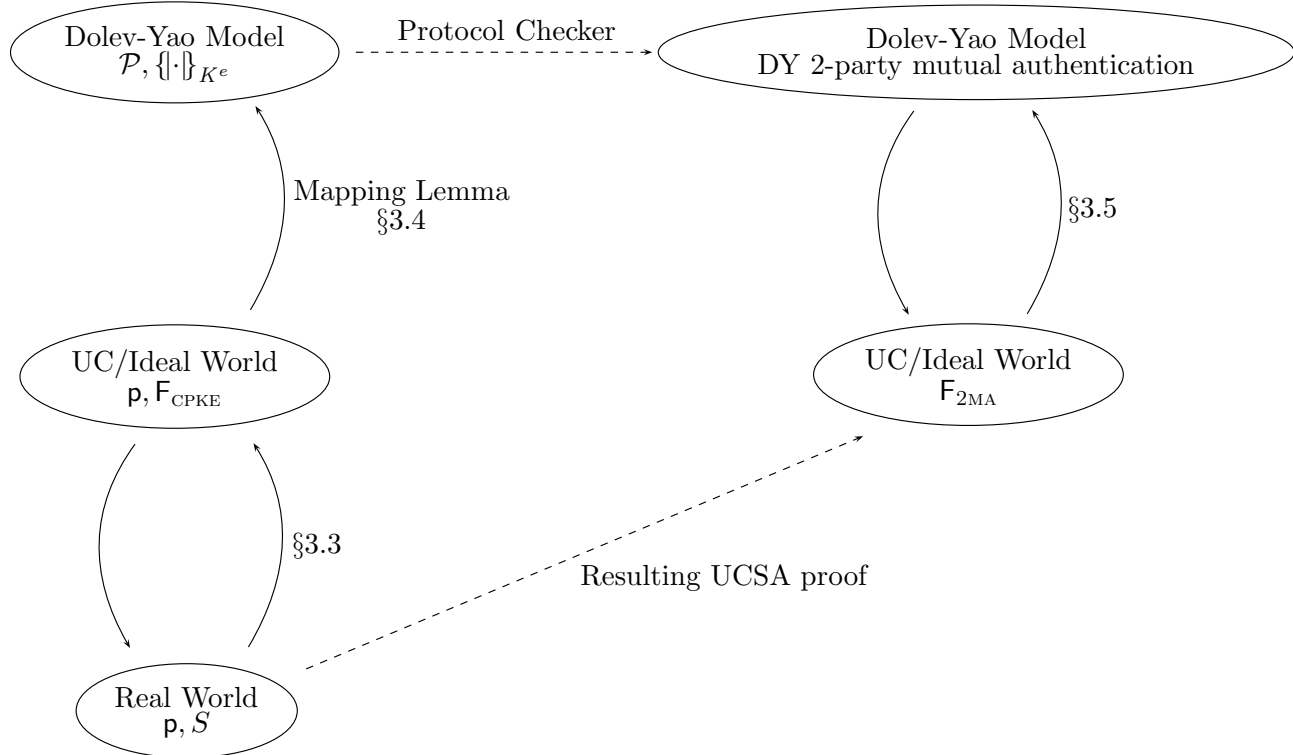 Dolev-Yao Model
𝒫, {|·|}_{K^e}
Protocol Checker
Dolev-Yao Model
DY 2-party mutual authentication
Mapping Lemma
§3.4
§3.5
UC/Ideal World
p, F_CPKE
UC/Ideal World
F_2MA
§3.3
Resulting UCSA proof
Real World
p, S